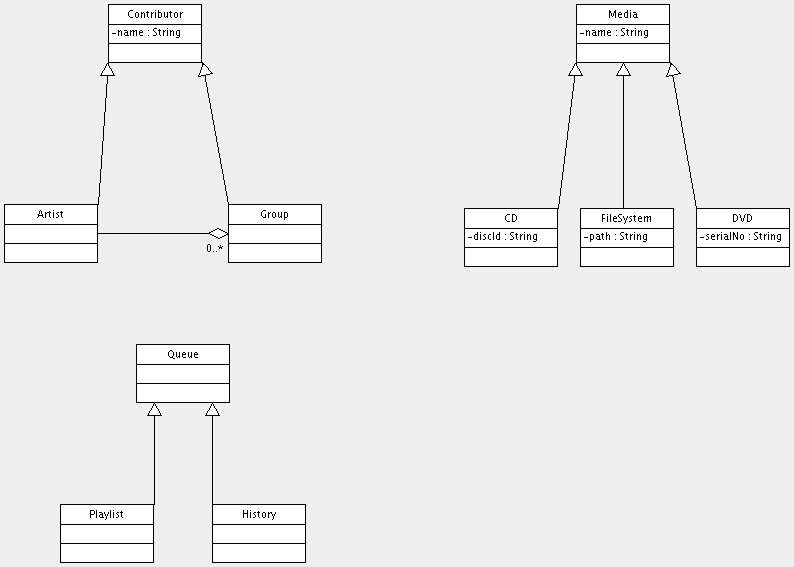 Contributor
-name : String
Media
-name : String
Artist
Group
0..*
CD
-discId : String
FileSystem
-path : String
DVD
-serialNo : String
Queue
Playlist
History